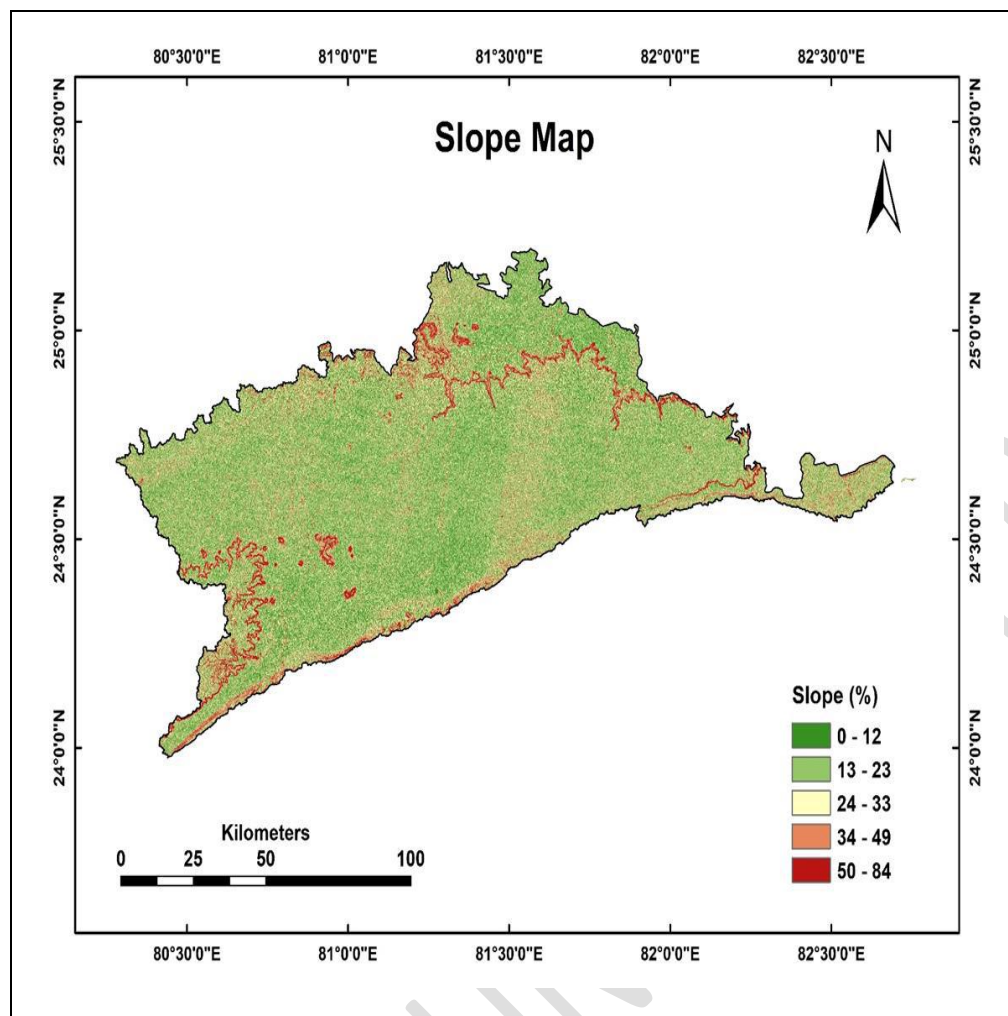 80°30'0"E 81°0'0"E 81°30'0"E 82°0'0"E 82°30'0"E
Slope Map
N
25°30'0"N 25°30'0"N
25°0'0"N 25°0'0"N
24°30'0"N 24°30'0"N
24°0'0"N 24°0'0"N
Slope (%)
0 - 12
13 - 23
24 - 33
34 - 49
50 - 84
Kilometers
0 25 50 100
80°30'0"E 81°0'0"E 81°30'0"E 82°0'0"E 82°30'0"E